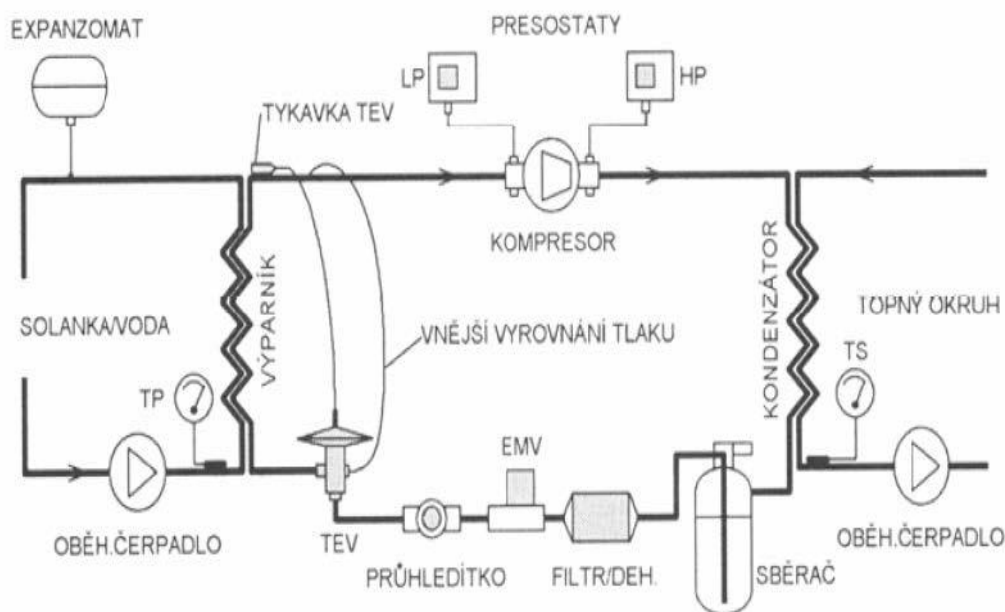 EXPANZOMAT
PRESOSTATY
LP
HP
TYKAVKA TEV
KOMPRESOR
VÝPARNÍK
KONDENZÁTOR
SOLANKA/VODA
TOPNÝ OKRUH
VNĚJŠÍ VYROVNÁNÍ TLAKU
TP
TS
EMV
OBĚH.ČERPADLO
TEV
PRŮHLEDÍTKO
FILTR/DEH.
SBĚRAČ
OBĚH.ČERPADLO